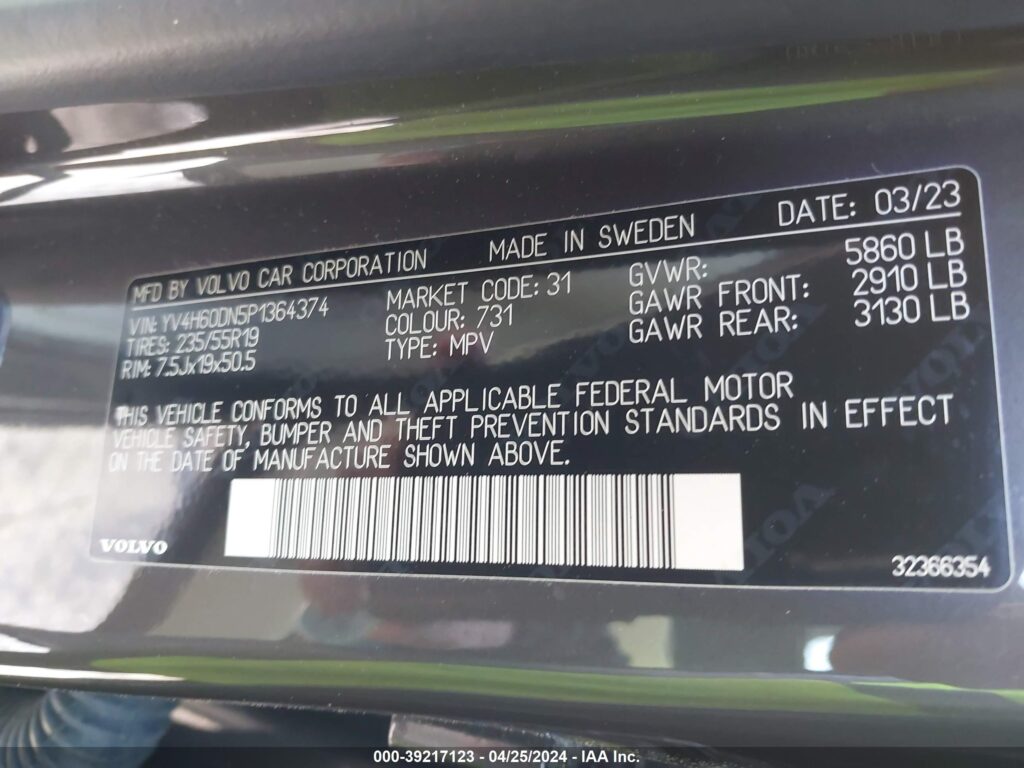 MFD BY VOLVO CAR CORPORATION MADE IN SWEDEN DATE: 03/23
VIN: YV4H60DN5P1364374 MARKET CODE: 31 GVWR: 5860 LB
TIRES: 235/55R19 COLOUR: 731 GAWR FRONT: 2910 LB
RIM: 7.5Jx19x50.5 TYPE: MPV GAWR REAR: 3130 LB
THIS VEHICLE CONFORMS TO ALL APPLICABLE FEDERAL MOTOR
VEHICLE SAFETY, BUMPER AND THEFT PREVENTION STANDARDS IN EFFECT
ON THE DATE OF MANUFACTURE SHOWN ABOVE.
VOLVO 32366354
000-39217123 - 04/25/2024 - IAA Inc.